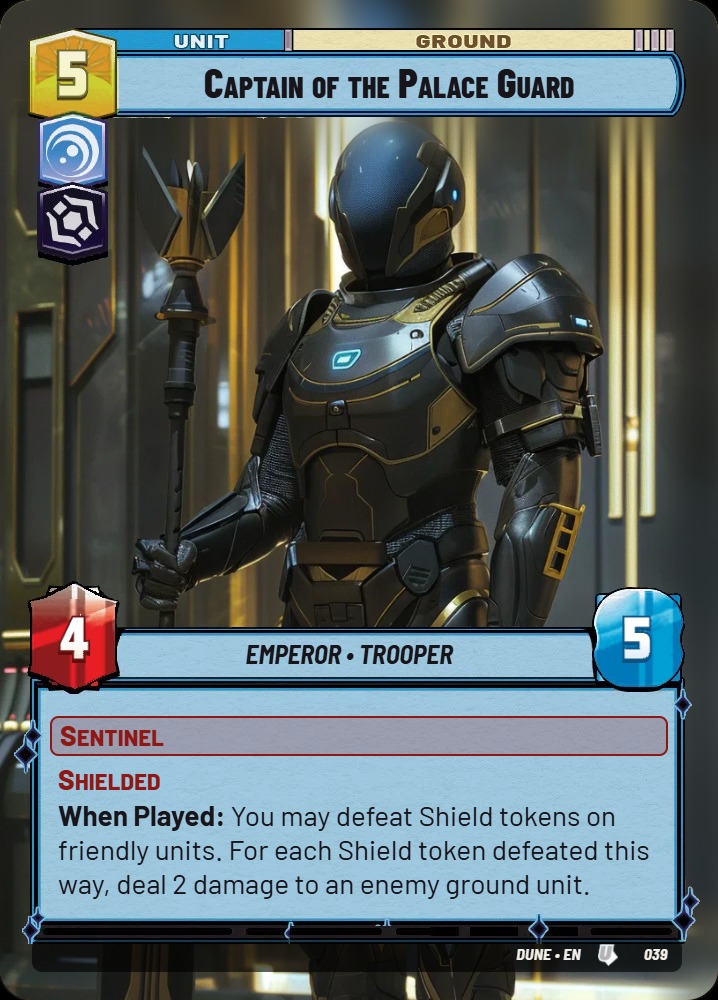 UNIT
GROUND
5
Captain of the Palace Guard
4
EMPEROR • TROOPER
5
Sentinel
Shielded
When Played: You may defeat Shield tokens on
friendly units. For each Shield token defeated this
way, deal 2 damage to an enemy ground unit.
DUNE • EN U 039